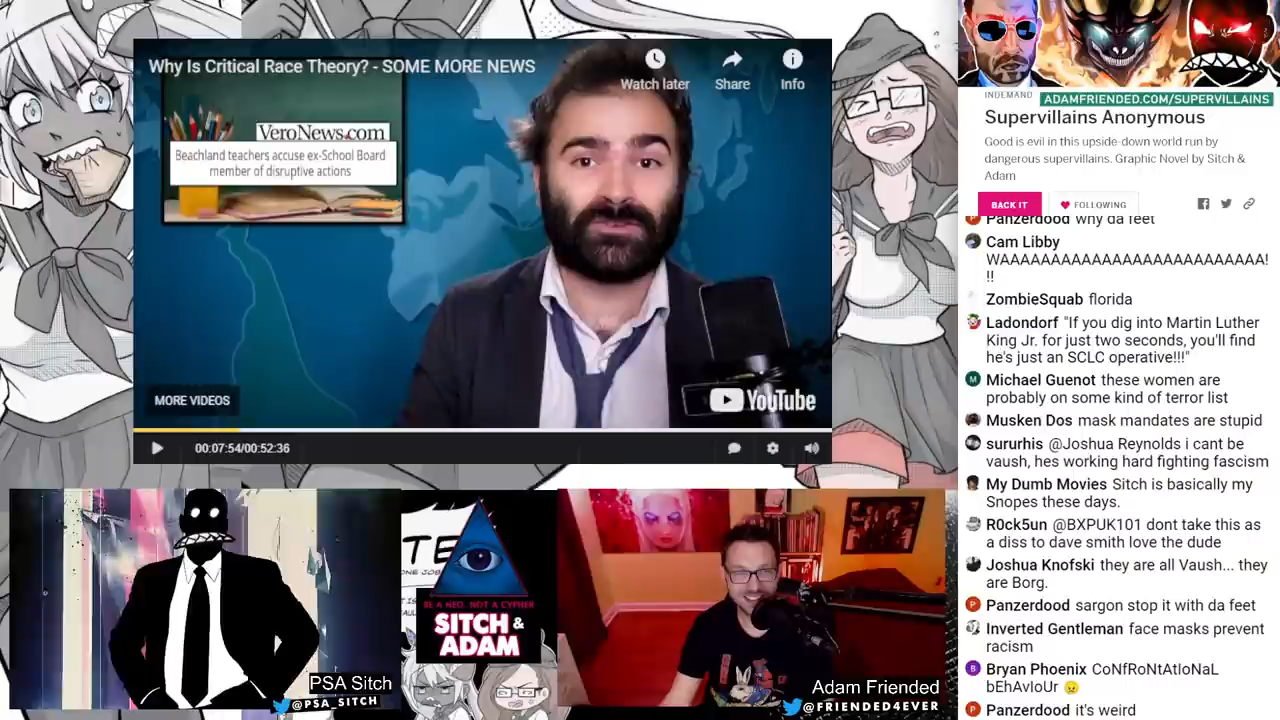 Why Is Critical Race Theory? - SOME MORE NEWS
Watch later
Share
Info
VeroNews.com
Beachland teachers accuse ex-School Board
member of disruptive actions
MORE VIDEOS
YouTube
00:07:54/00:52:36
PSA Sitch
@PSA_SITCH
BE A NEO, NOT A CYPHER
SITCH &
ADAM
Adam Friended
@FRIENDED4EVER
INDEMAND
ADAMFRIENDED.COM/SUPERVILLAINS
Supervillains Anonymous
Good is evil in this upside-down world run by
dangerous supervillains. Graphic Novel by Sitch &
Adam
BACK IT
FOLLOWING
Panzerdood why da feet
Cam Libby
WAAAAAAAAAAAAAAAAAAAAAAAAAA!
!!
ZombieSquab florida
Ladondorf "If you dig into Martin Luther
King Jr. for just two seconds, you'll find
he's just an SCLC operative!!!"
Michael Guenot these women are
probably on some kind of terror list
Musken Dos mask mandates are stupid
sururhis @Joshua Reynolds i cant be
vaush, hes working hard fighting fascism
My Dumb Movies Sitch is basically my
Snopes these days.
R0ck5un @BXPUK101 dont take this as
a diss to dave smith love the dude
Joshua Knofski they are all Vaush... they
are Borg.
Panzerdood sargon stop it with da feet
Inverted Gentleman face masks prevent
racism
Bryan Phoenix CoNfRoNtAtIoNaL
bEhAvIoUr 😠
Panzerdood it's weird